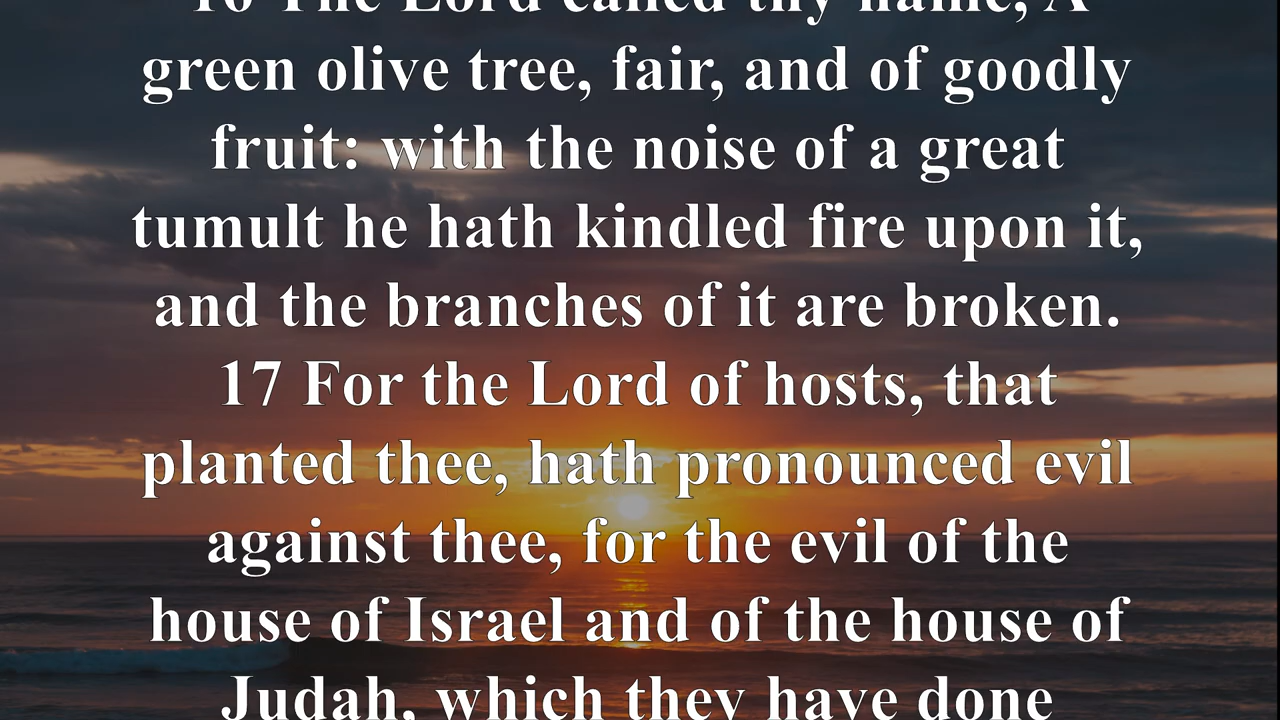 16 The Lord called thy name, A
green olive tree, fair, and of goodly
fruit: with the noise of a great
tumult he hath kindled fire upon it,
and the branches of it are broken.
17 For the Lord of hosts, that
planted thee, hath pronounced evil
against thee, for the evil of the
house of Israel and of the house of
Judah, which they have done